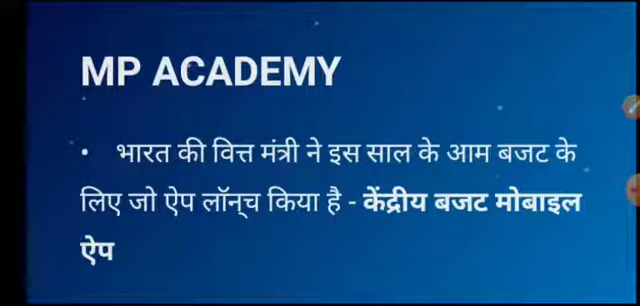 MP ACADEMY
• भारत की वित्त मंत्री ने इस साल के आम बजट के
लिए जो ऐप लॉन्च किया है - केंद्रीय बजट मोबाइल
ऐप